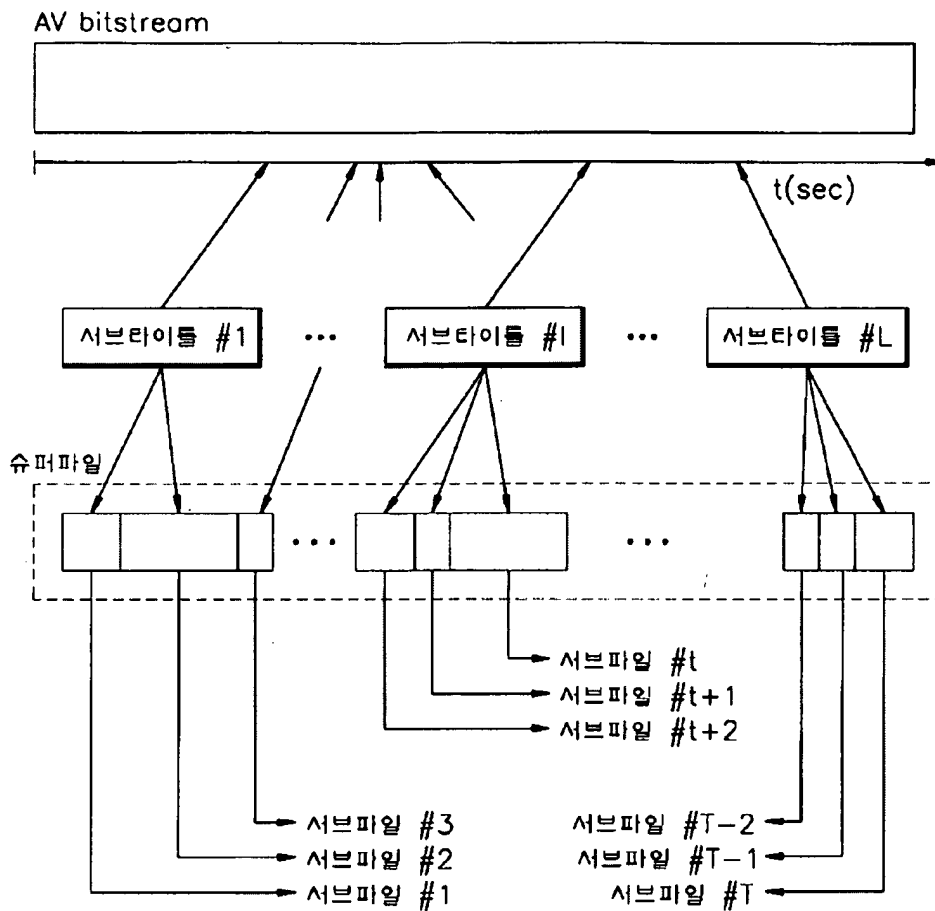 AV bitstream
t(sec)
서브타이틀 #1 ··· 서브타이틀 #l ··· 서브타이틀 #L
슈퍼파일
··· ···
서브파일 #t
서브파일 #t+1
서브파일 #t+2
서브파일 #3 서브파일 #T-2
서브파일 #2 서브파일 #T-1
서브파일 #1 서브파일 #T